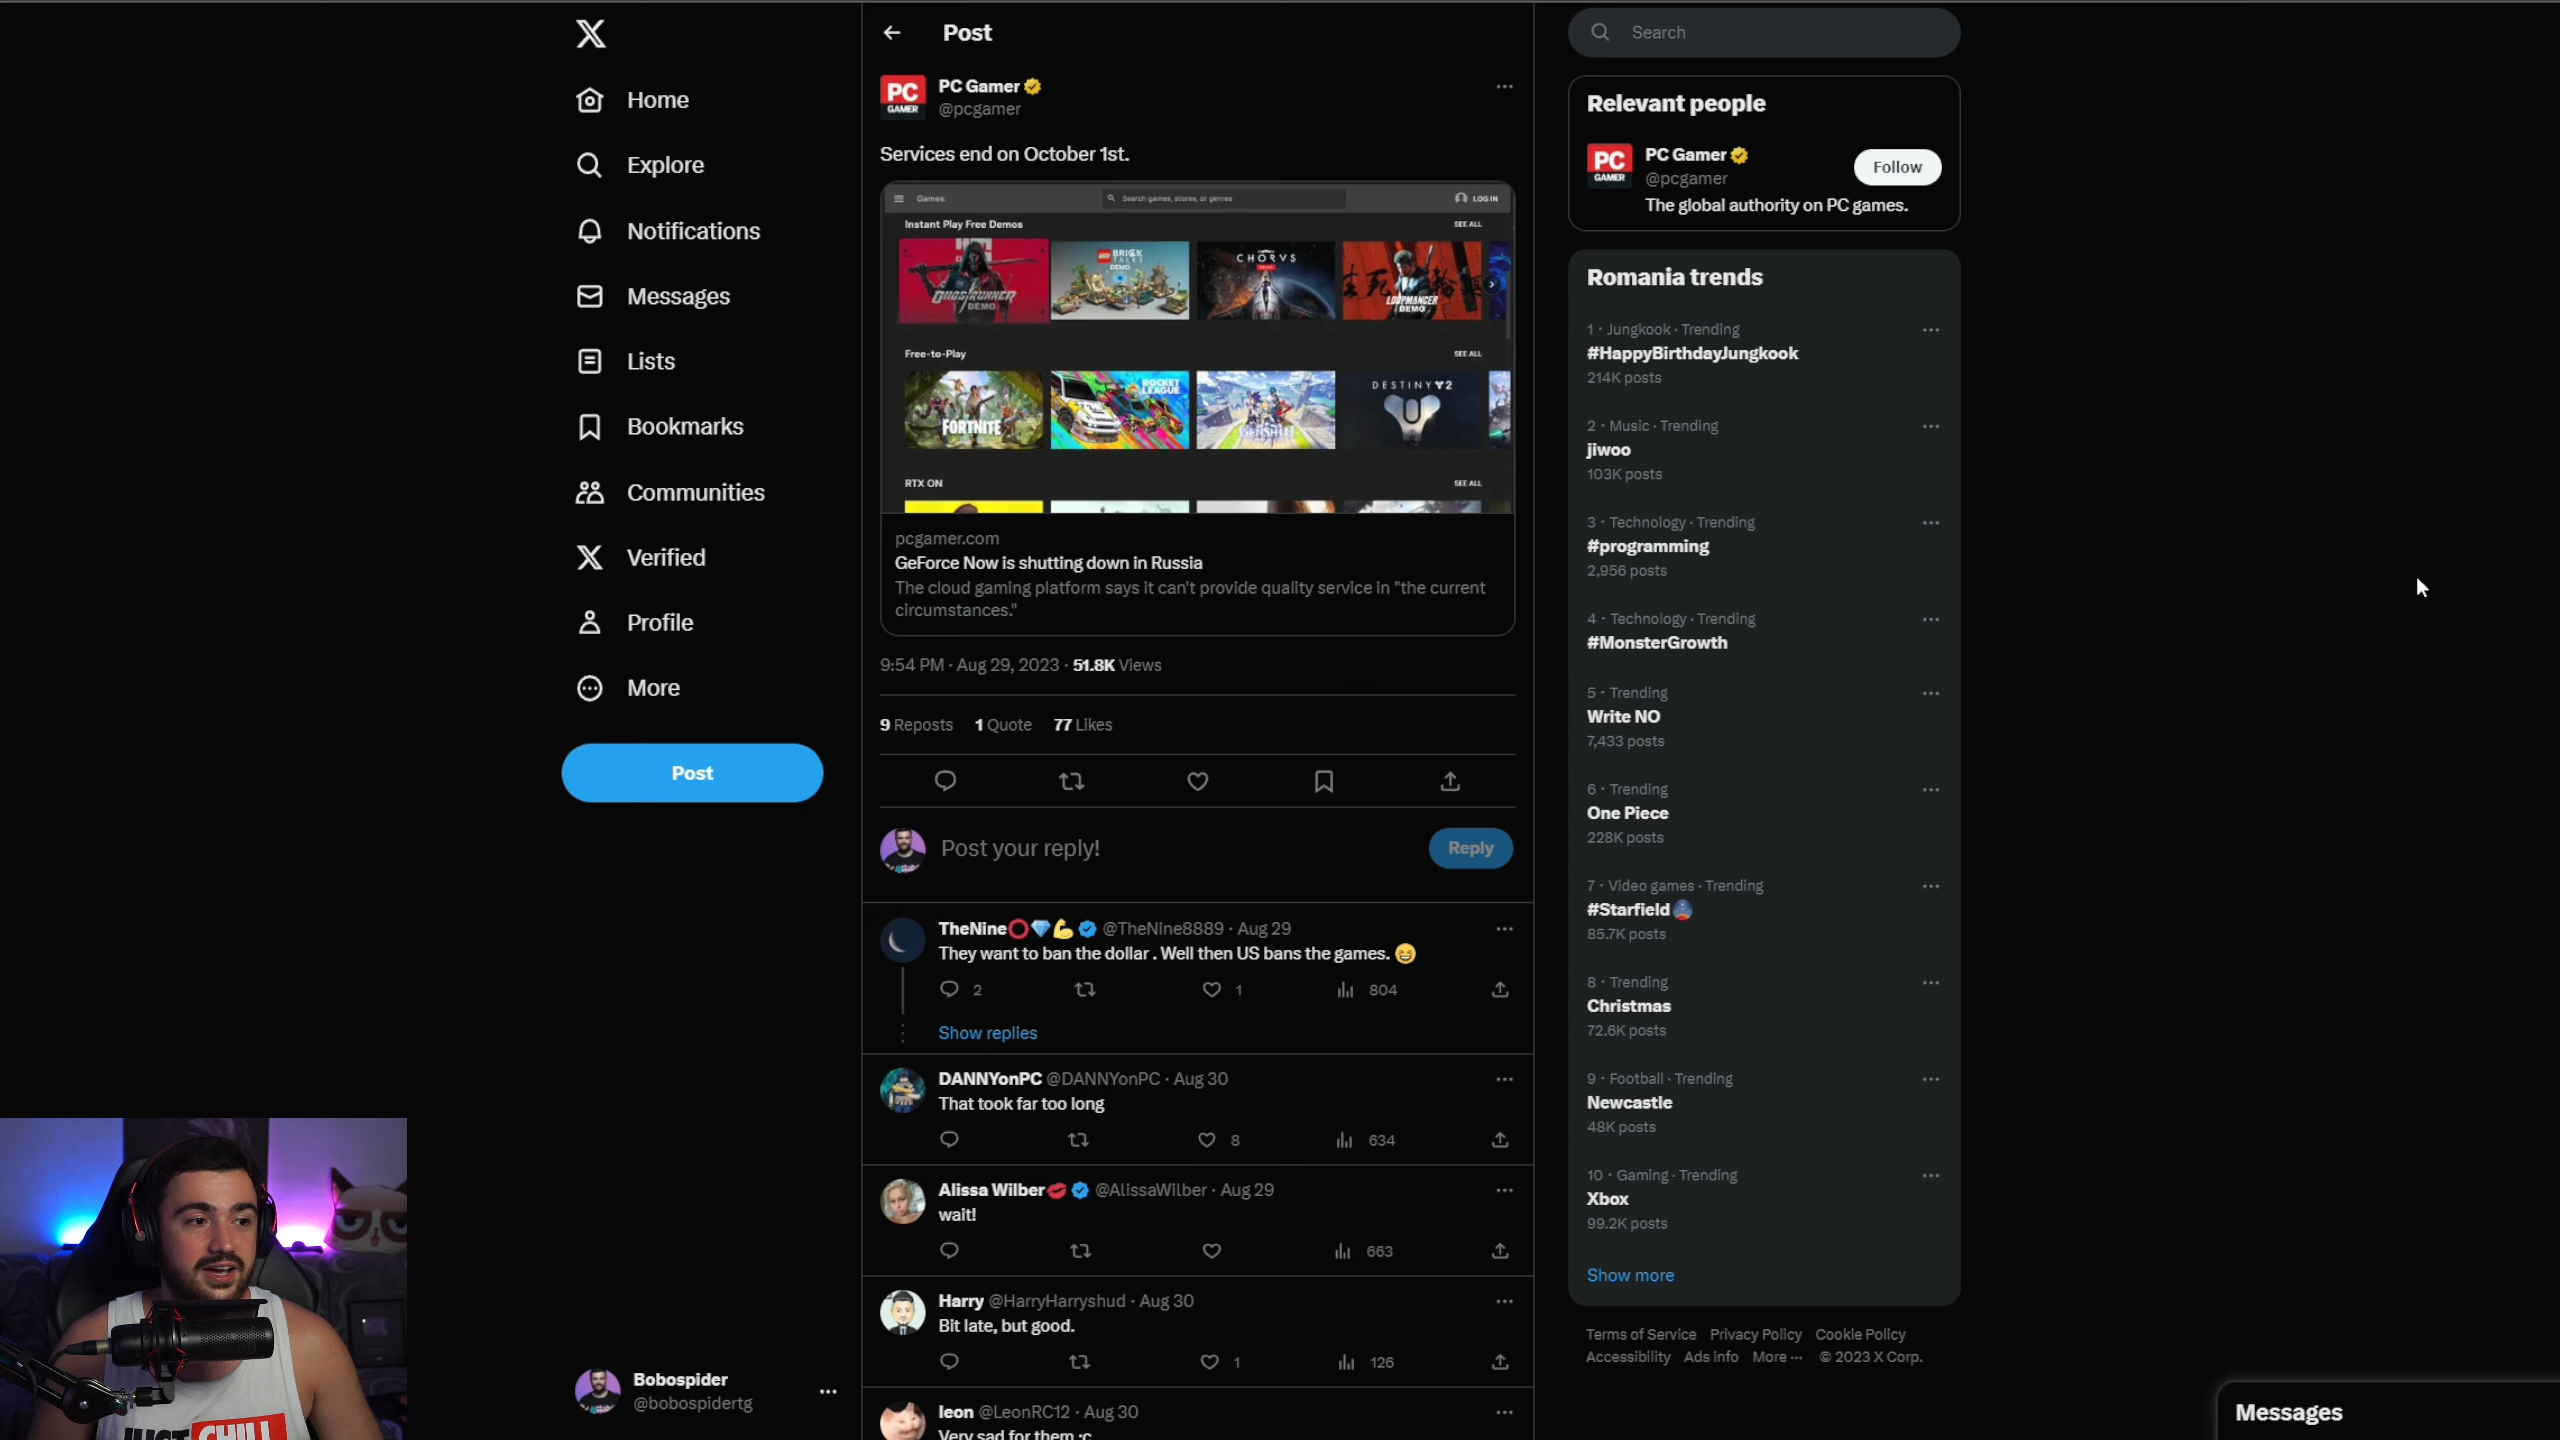 Home
Explore
Notifications
Messages
Lists
Bookmarks
Communities
Verified
Profile
More
Post
Bobospider
@bobospidertg
Post
PC GAMER
PC Gamer
@pcgamer
Services end on October 1st.
Games
Search games, stores, or genres
LOG IN
Instant Play Free Demos
SEE ALL
GHOSTRUNNER DEMO
BRICK TALES DEMO
CHORVS
LOOPMANCER DEMO
Free-to-Play
SEE ALL
FORTNITE
ROCKET LEAGUE
GENSHIN
DESTINY 2
RTX ON
SEE ALL
pcgamer.com
GeForce Now is shutting down in Russia
The cloud gaming platform says it can't provide quality service in "the current
circumstances."
9:54 PM · Aug 29, 2023 · 51.8K Views
9 Reposts 1 Quote 77 Likes
Post your reply!
Reply
TheNine @TheNine8889 · Aug 29
They want to ban the dollar . Well then US bans the games.
2 1 804
Show replies
DANNYonPC @DANNYonPC · Aug 30
That took far too long
8 634
Alissa Wilber @AlissaWilber · Aug 29
wait!
663
Harry @HarryHarryshud · Aug 30
Bit late, but good.
1 126
leon @LeonRC12 · Aug 30
Very sad for them :c
Search
Relevant people
PC GAMER
PC Gamer
@pcgamer
Follow
The global authority on PC games.
Romania trends
1 · Jungkook · Trending
#HappyBirthdayJungkook
214K posts
2 · Music · Trending
jiwoo
103K posts
3 · Technology · Trending
#programming
2,956 posts
4 · Technology · Trending
#MonsterGrowth
5 · Trending
Write NO
7,433 posts
6 · Trending
One Piece
228K posts
7 · Video games · Trending
#Starfield
85.7K posts
8 · Trending
Christmas
72.6K posts
9 · Football · Trending
Newcastle
48K posts
10 · Gaming · Trending
Xbox
99.2K posts
Show more
Terms of Service Privacy Policy Cookie Policy
Accessibility Ads info More ··· © 2023 X Corp.
Messages
JUST CHILL